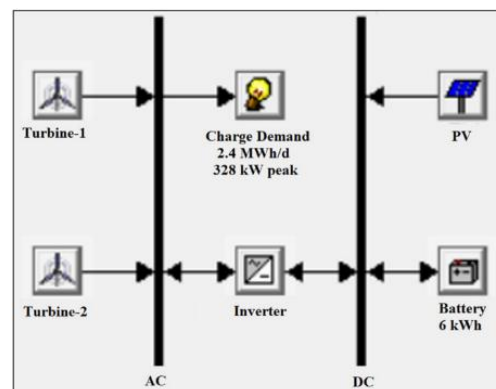 Turbine-1
Charge Demand
2.4 MWh/d
328 kW peak
PV
Turbine-2
Inverter
Battery
6 kWh
AC
DC